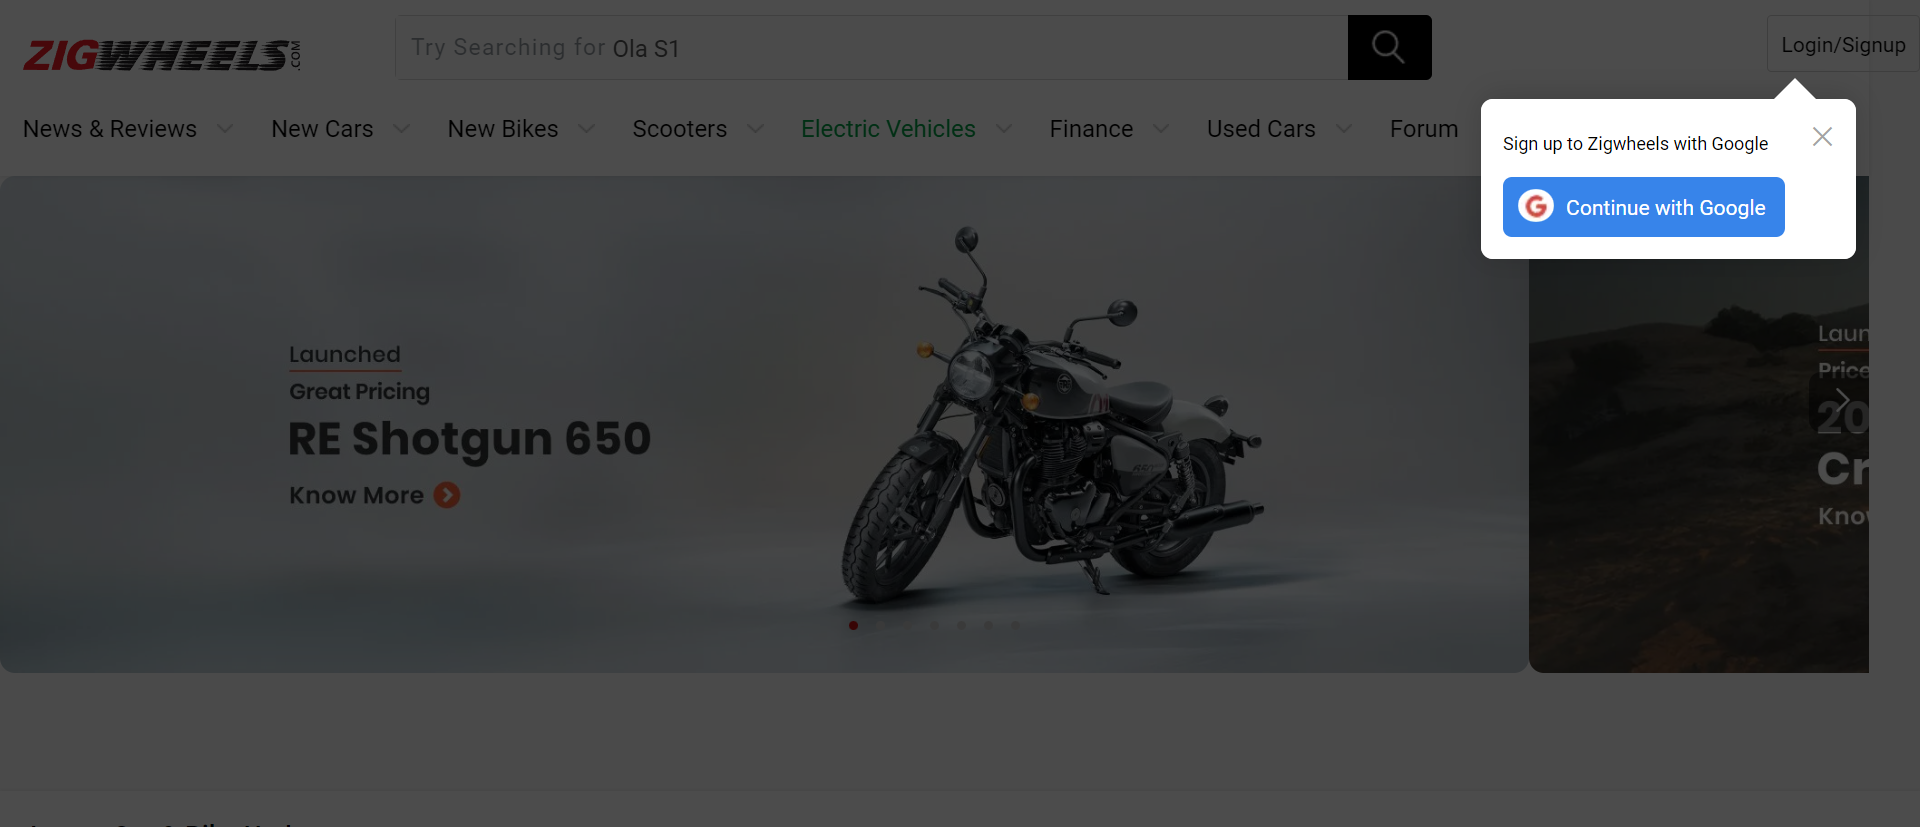 ZIGWHEELS.COM
Try Searching for Ola S1
Login/Signup
News & Reviews
New Cars
New Bikes
Scooters
Electric Vehicles
Finance
Used Cars
Forum
Sign up to Zigwheels with Google
Continue with Google
Launched
Great Pricing
RE Shotgun 650
Know More
Laun
Price
20
Cr
Know